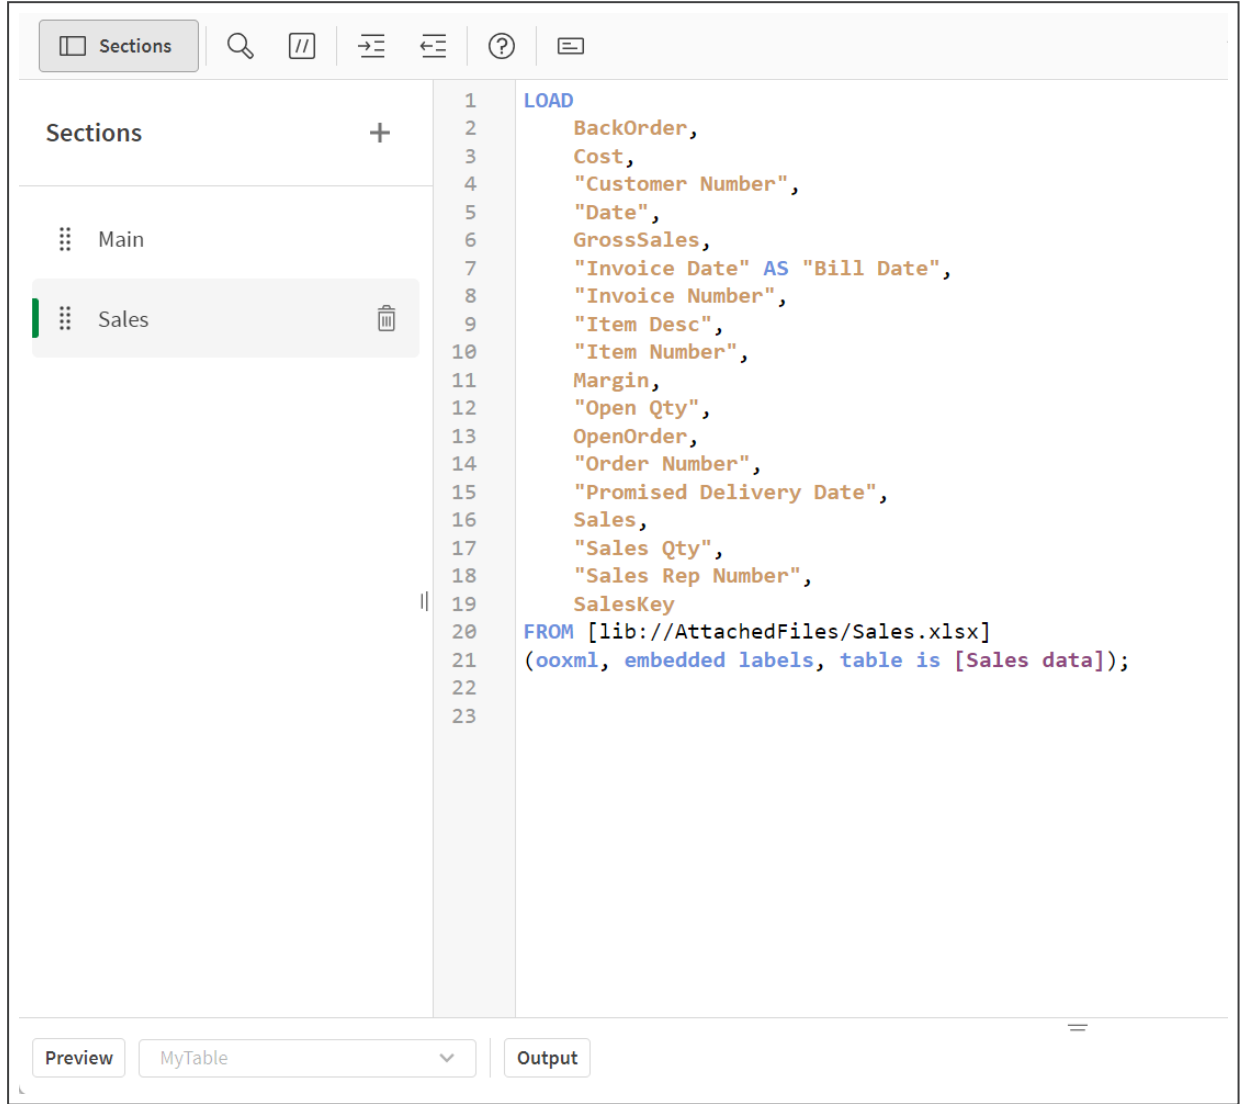 Sections
Sections
Main
Sales
1 LOAD
2 BackOrder,
3 Cost,
4 "Customer Number",
5 "Date",
6 GrossSales,
7 "Invoice Date" AS "Bill Date",
8 "Invoice Number",
9 "Item Desc",
10 "Item Number",
11 Margin,
12 "Open Qty",
13 OpenOrder,
14 "Order Number",
15 "Promised Delivery Date",
16 Sales,
17 "Sales Qty",
18 "Sales Rep Number",
19 SalesKey
20 FROM [lib://AttachedFiles/Sales.xlsx]
21 (ooxml, embedded labels, table is [Sales data]);
22
23
Preview MyTable Output